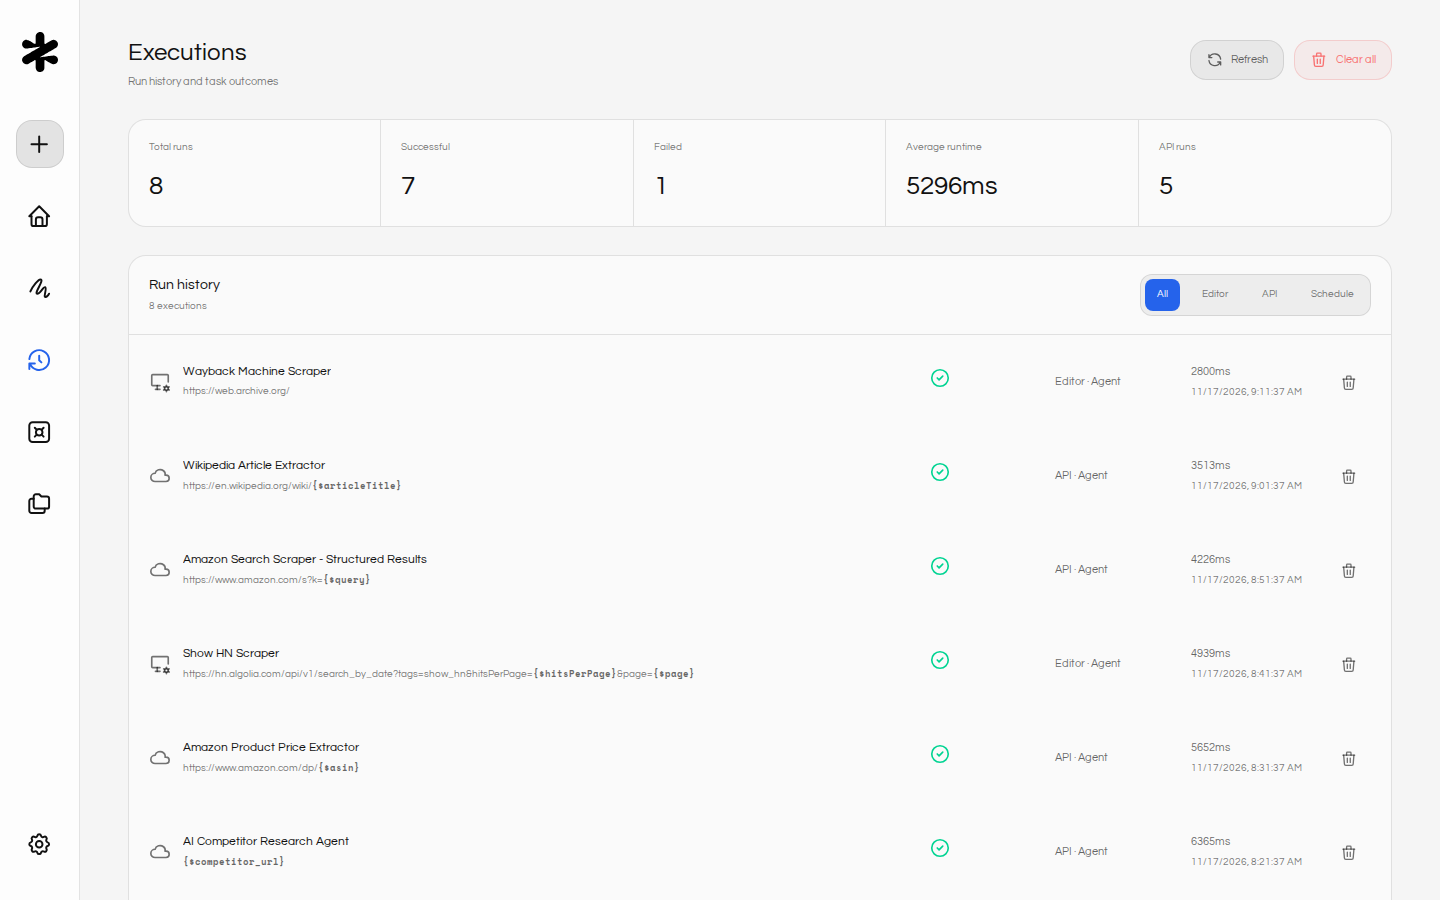 Executions
Run history and task outcomes
Refresh
Clear all
Total runs
8
Successful
7
Failed
1
Average runtime
5296ms
API runs
5
Run history
8 executions
All
Editor
API
Schedule
Wayback Machine Scraper
https://web.archive.org/
Editor · Agent
2800ms
11/17/2026, 9:11:37 AM
Wikipedia Article Extractor
https://en.wikipedia.org/wiki/{$articleTitle}
API · Agent
3513ms
11/17/2026, 9:01:37 AM
Amazon Search Scraper - Structured Results
https://www.amazon.com/s?k={$query}
API · Agent
4226ms
11/17/2026, 8:51:37 AM
Show HN Scraper
https://hn.algolia.com/api/v1/search_by_date?tags=show_hn&hitsPerPage={$hitsPerPage}&page={$page}
Editor · Agent
4939ms
11/17/2026, 8:41:37 AM
Amazon Product Price Extractor
https://www.amazon.com/dp/{$asin}
API · Agent
5652ms
11/17/2026, 8:31:37 AM
AI Competitor Research Agent
{$competitor_url}
API · Agent
6365ms
11/17/2026, 8:21:37 AM